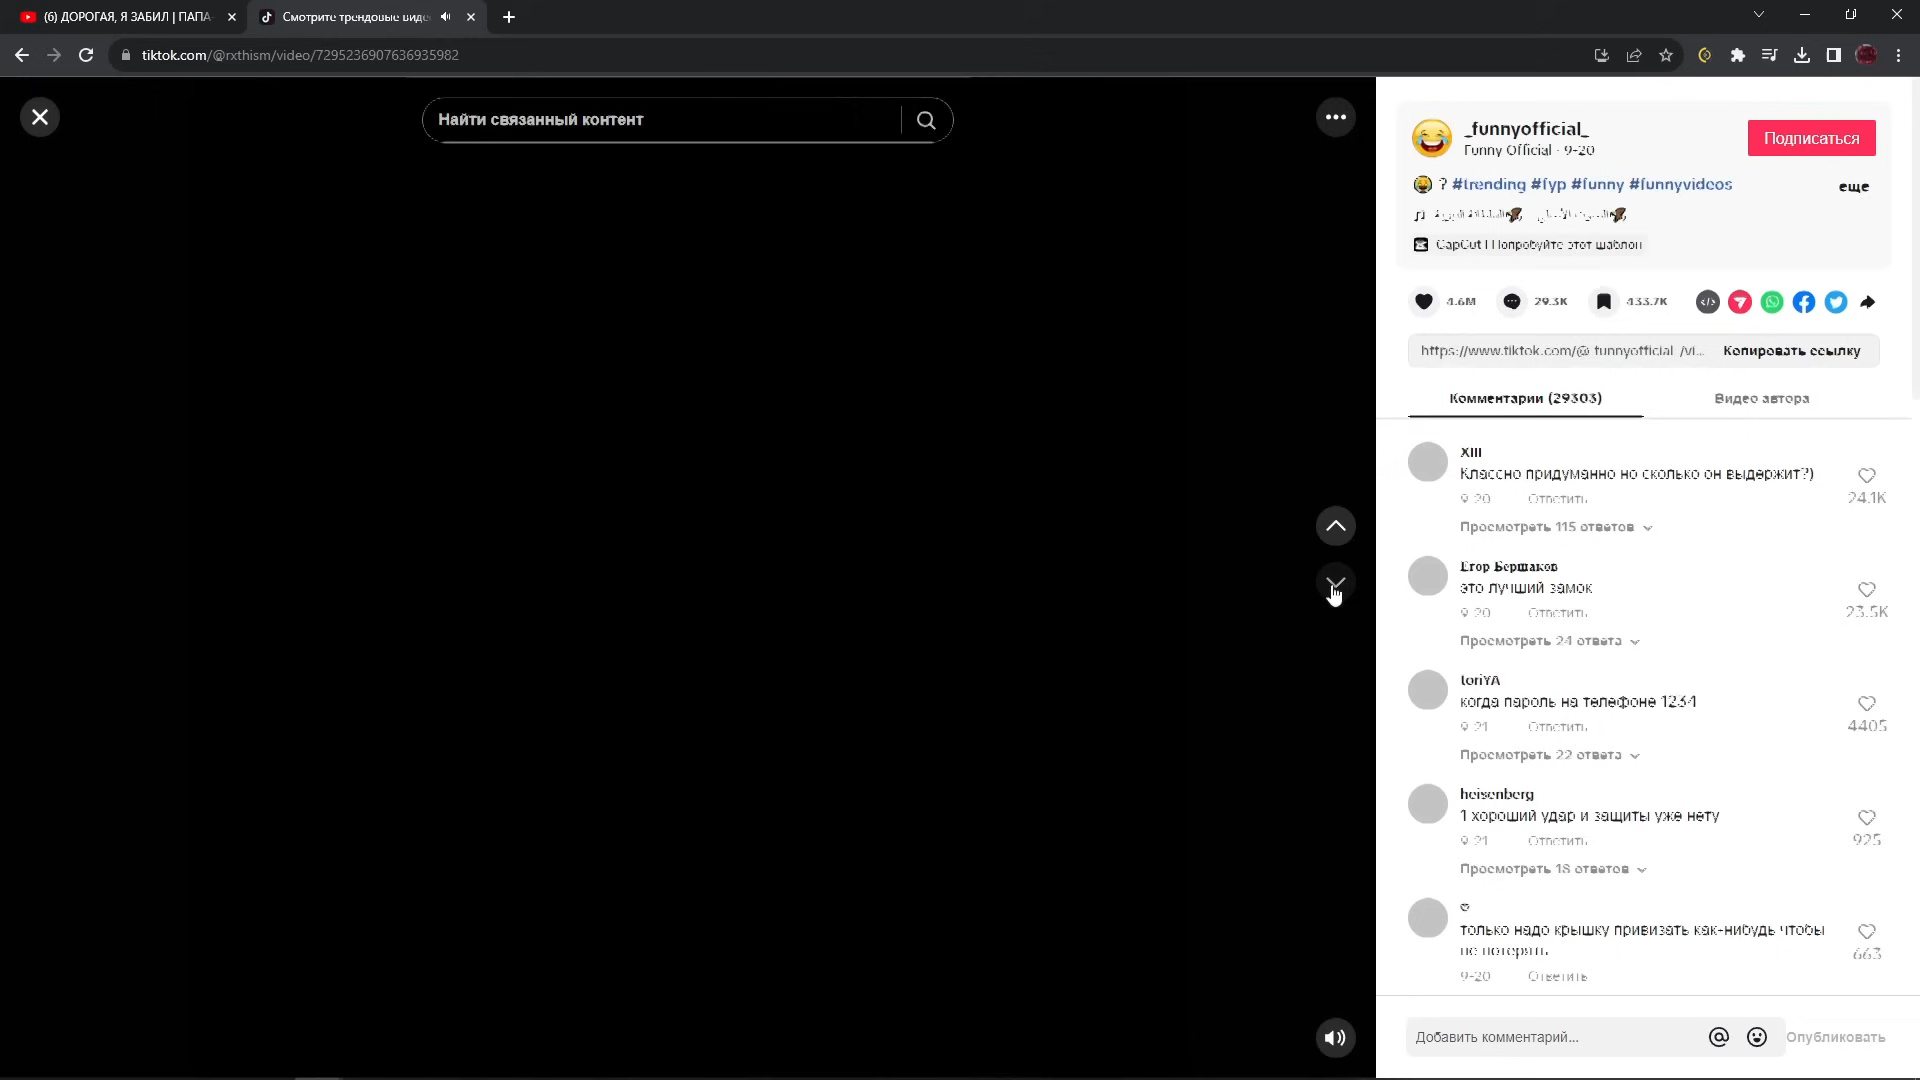 (6) ДОРОГАЯ, Я ЗАБИЛ | ПАПА-
Смотрите трендовые виде
tiktok.com/@rxthism/video/7295236907636935982
Найти связанный контент
_funnyofficial_
Funny Official · 9-20
Подписаться
? #trending #fyp #funny #funnyvideos
еще
CapCut | Попробуйте этот шаблон
4.6M
29.3K
433.7K
https://www.tiktok.com/@_funnyofficial_/vi...
Копировать ссылку
Комментарии (29303)
Видео автора
XIII
Классно придуманно но сколько он выдержит?)
24.1K
9-20
Ответить
Просмотреть 115 ответов
Егор Бершаков
это лучший замок
23.5K
9-20
Ответить
Просмотреть 24 ответа
toriYA
когда пароль на телефоне 1234
4405
9-21
Ответить
Просмотреть 22 ответа
heisenberg
1 хороший удар и защиты уже нету
925
9-21
Ответить
Просмотреть 18 ответов
только надо крышку привизать как-нибудь чтобы
не потерять
663
9-20
Ответить
Добавить комментарий...
Опубликовать